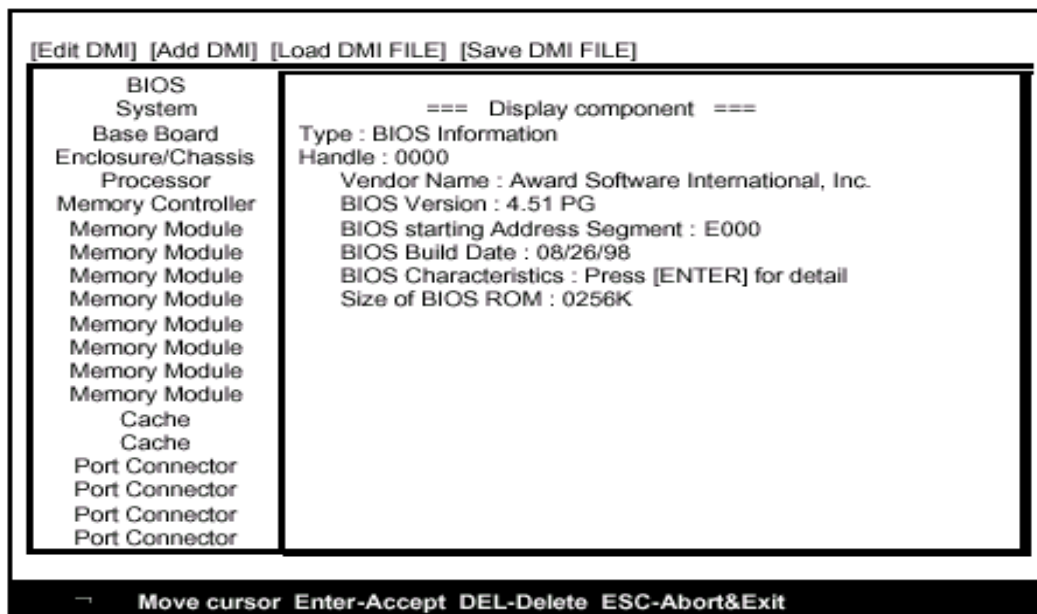 [Edit DMI] [Add DMI] [Load DMI FILE] [Save DMI FILE]
BIOS
System
Base Board
Enclosure/Chassis
Processor
Memory Controller
Memory Module
Memory Module
Memory Module
Memory Module
Memory Module
Memory Module
Memory Module
Memory Module
Cache
Cache
Port Connector
Port Connector
Port Connector
Port Connector
=== Display component ===
Type : BIOS Information
Handle : 0000
Vendor Name : Award Software International, Inc.
BIOS Version : 4.51 PG
BIOS starting Address Segment : E000
BIOS Build Date : 08/26/98
BIOS Characteristics : Press [ENTER] for detail
Size of BIOS ROM : 0256K
¬ Move cursor Enter-Accept DEL-Delete ESC-Abort&Exit